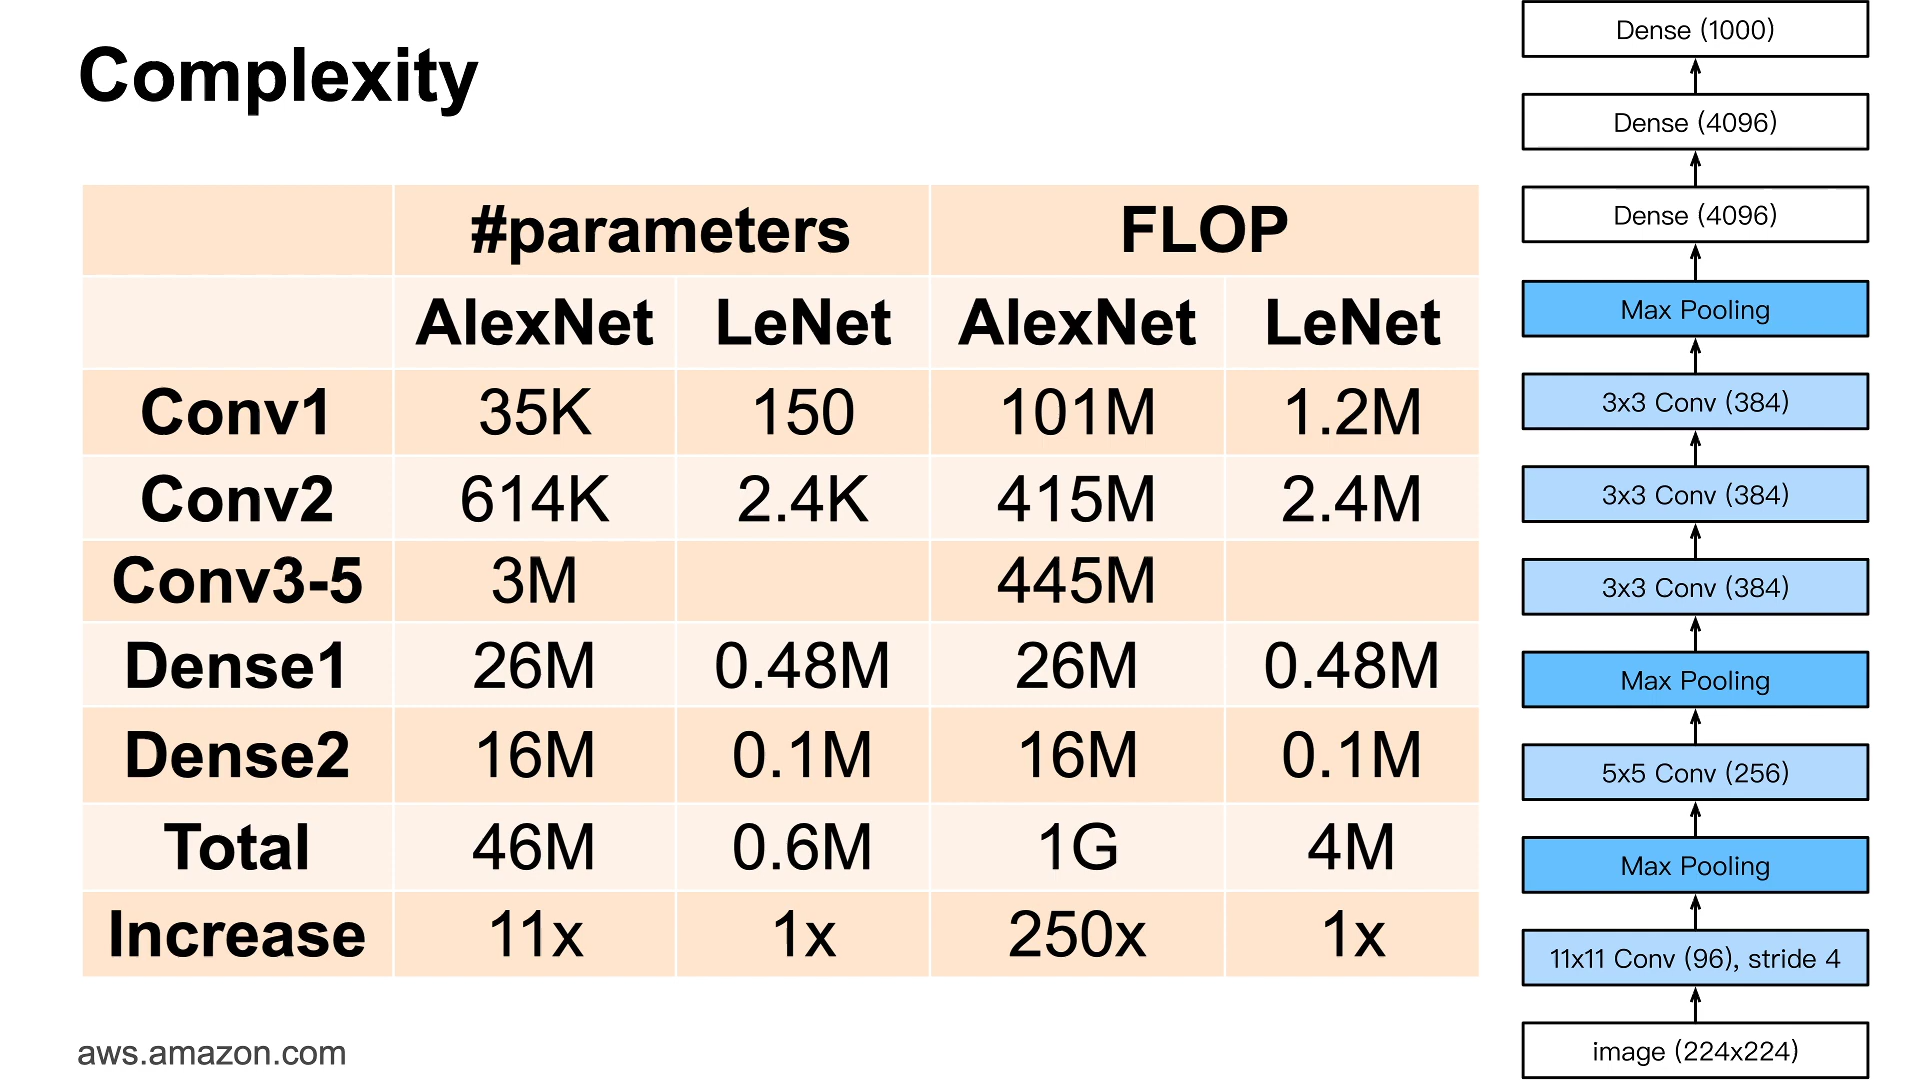 Complexity
#parameters FLOP
AlexNet LeNet AlexNet LeNet
Conv1 35K 150 101M 1.2M
Conv2 614K 2.4K 415M 2.4M
Conv3-5 3M 445M
Dense1 26M 0.48M 26M 0.48M
Dense2 16M 0.1M 16M 0.1M
Total 46M 0.6M 1G 4M
Increase 11x 1x 250x 1x
aws.amazon.com
Dense (1000)
Dense (4096)
Dense (4096)
Max Pooling
3x3 Conv (384)
3x3 Conv (384)
3x3 Conv (384)
Max Pooling
5x5 Conv (256)
Max Pooling
11x11 Conv (96), stride 4
image (224x224)